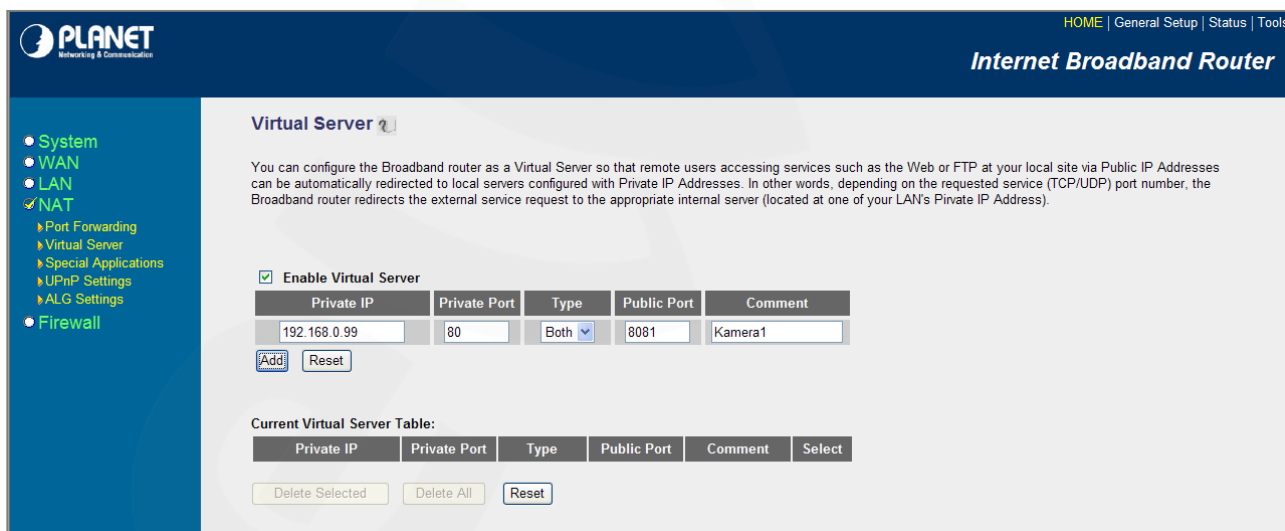 PLANET
Networking & Communication
HOME | General Setup | Status | Tools
Internet Broadband Router
System
WAN
LAN
NAT
Port Forwarding
Virtual Server
Special Applications
UPnP Settings
ALG Settings
Firewall
Virtual Server
You can configure the Broadband router as a Virtual Server so that remote users accessing services such as the Web or FTP at your local site via Public IP Addresses
can be automatically redirected to local servers configured with Private IP Addresses. In other words, depending on the requested service (TCP/UDP) port number, the
Broadband router redirects the external service request to the appropriate internal server (located at one of your LAN's Pivate IP Address).
Enable Virtual Server
Private IP Private Port Type Public Port Comment
192.168.0.99 80 Both 8081 Kamera1
Add Reset
Current Virtual Server Table:
Private IP Private Port Type Public Port Comment Select
Delete Selected Delete All Reset